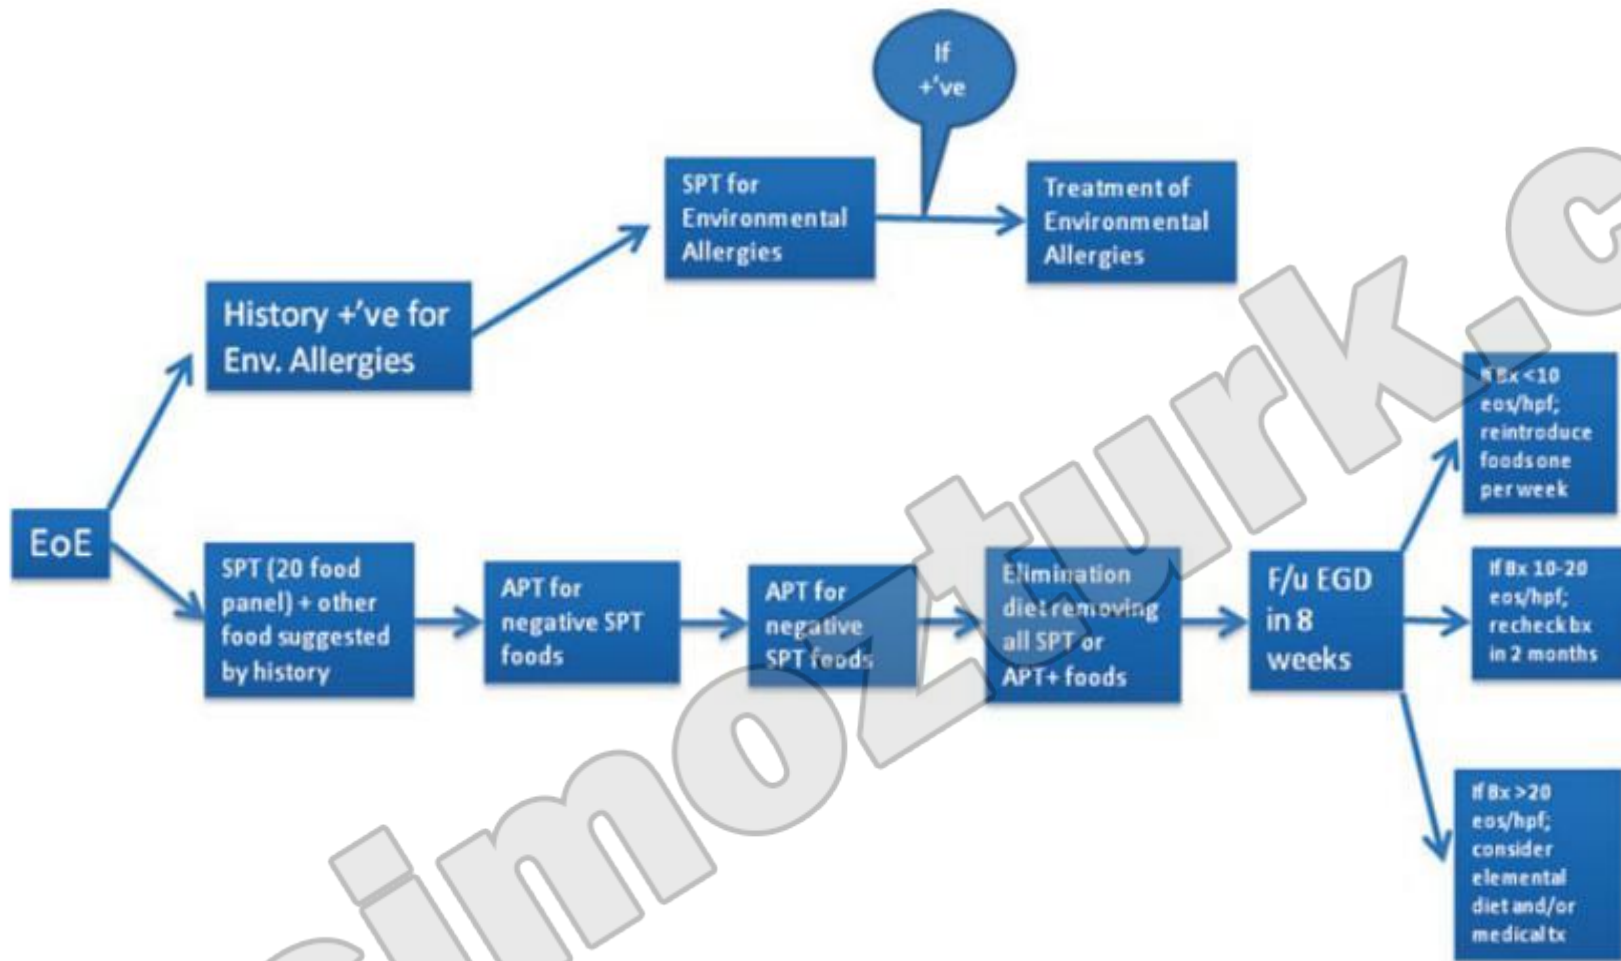 If
+'ve
SPT for
Environmental
Allergies
Treatment of
Environmental
Allergies
History +'ve for
Env. Allergies
EoE
SPT (20 food
panel) + other
food suggested
by history
APT for
negative SPT
foods
APT for
negative
SPT foods
Elimination
diet removing
all SPT or
APT+ foods
F/u EGD
in 8
weeks
If Bx <10
eos/hpf;
reintroduce
foods one
per week
If Bx 10-20
eos/hpf;
recheck bx
in 2 months
If Bx >20
eos/hpf;
consider
elemental
diet and/or
medical tx
simozturk.c